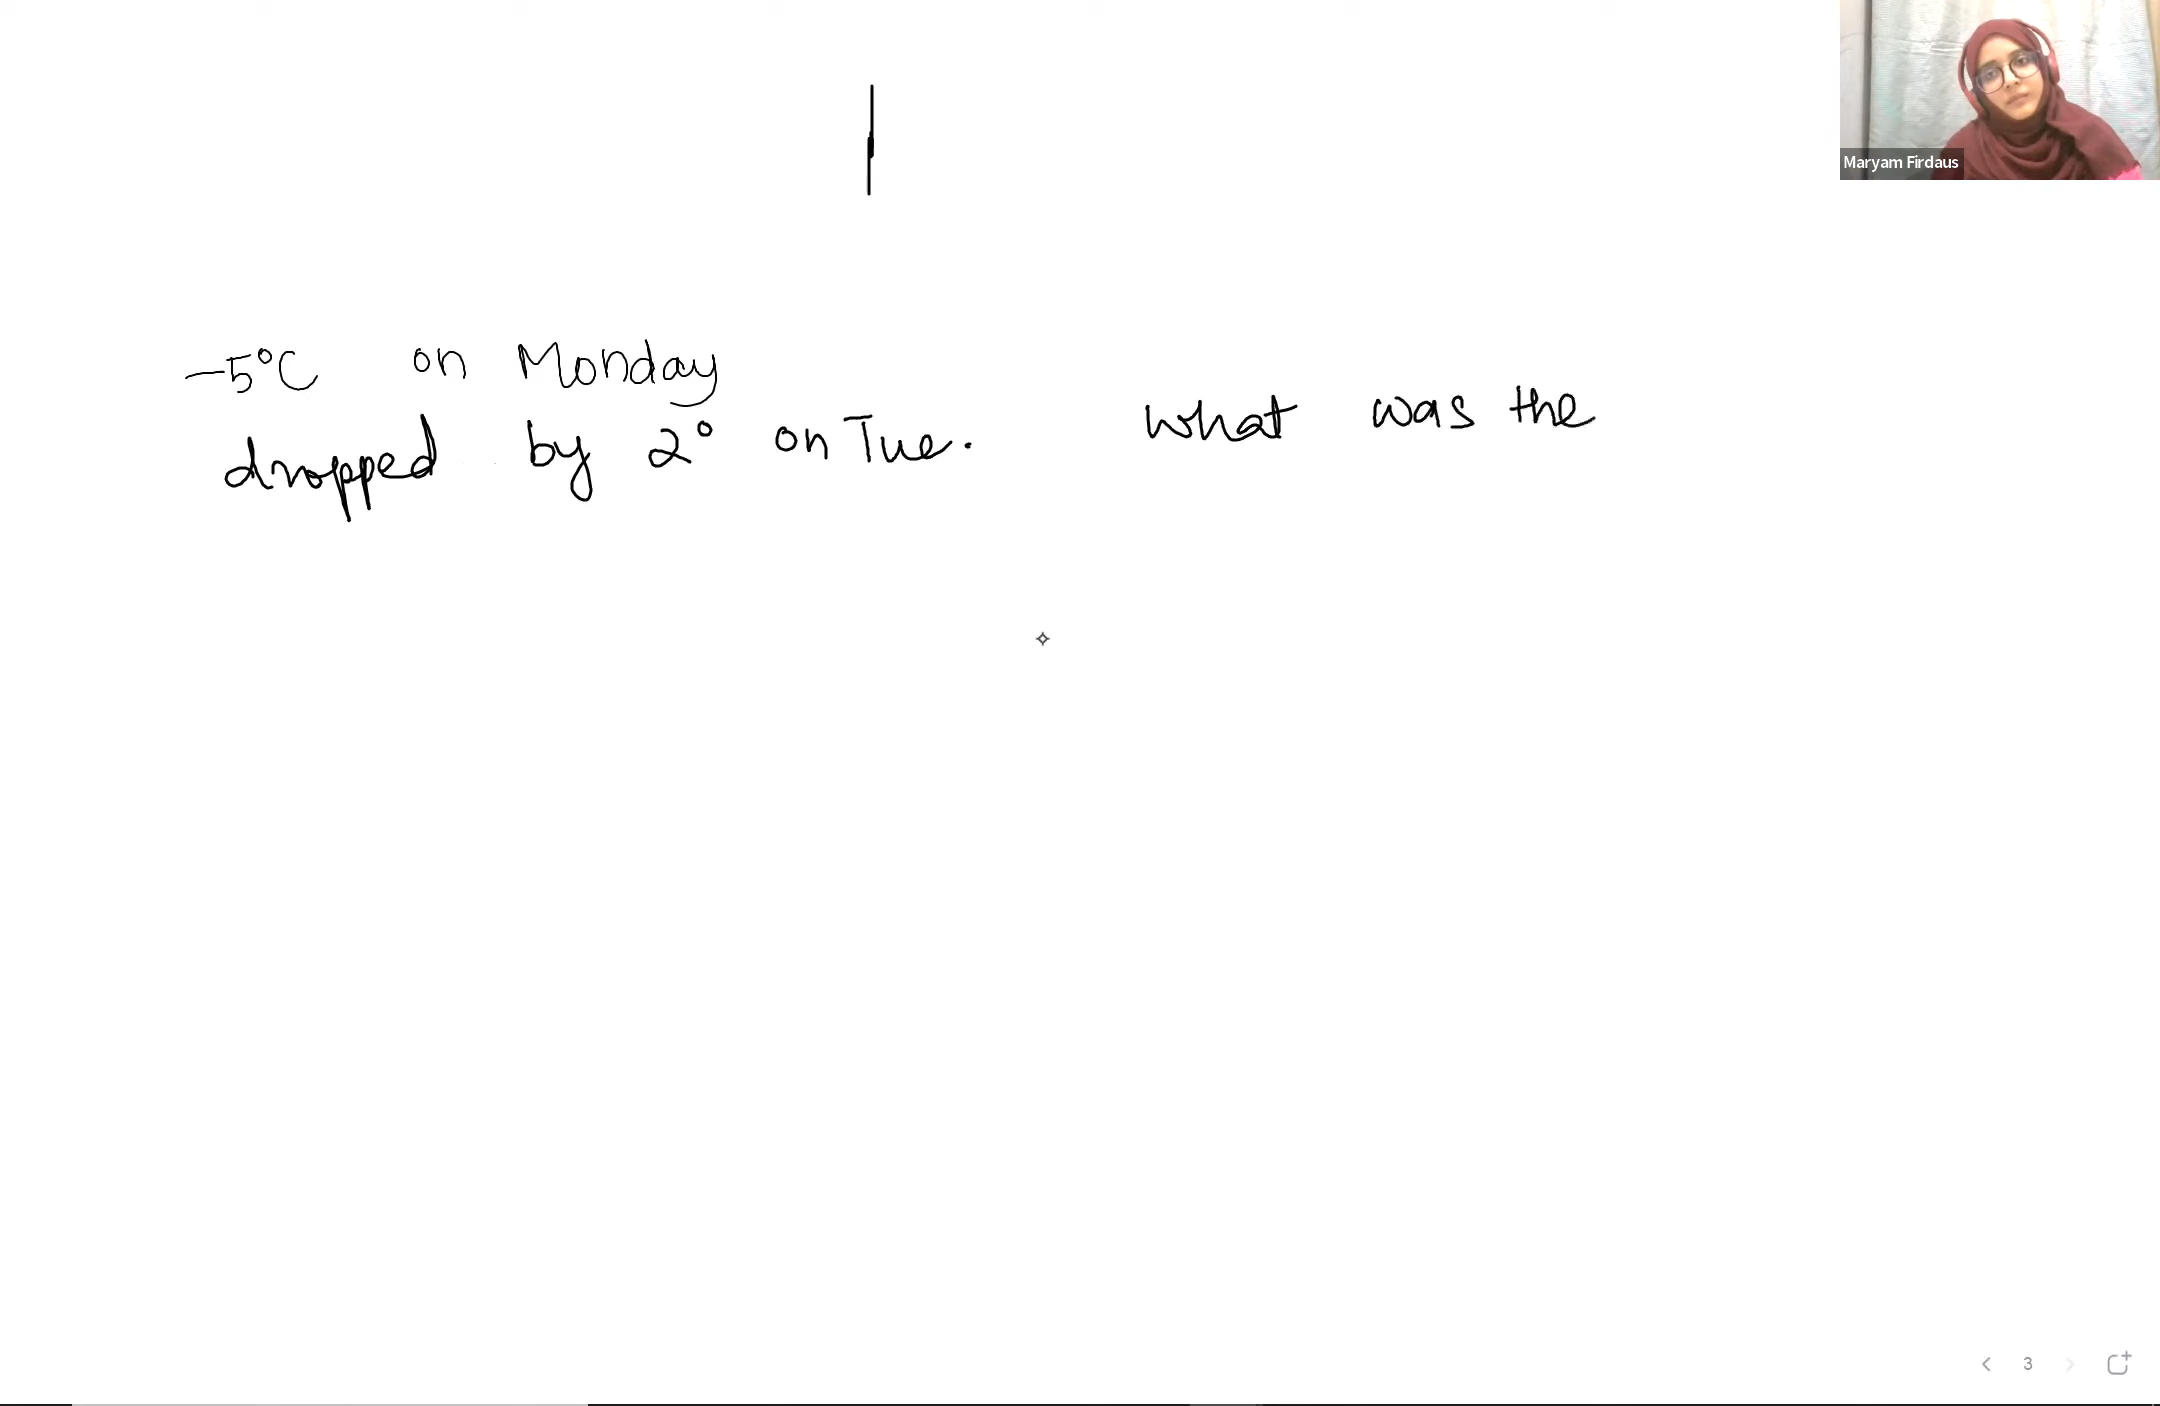 Maryam Firdaus
-5°C on Monday
dropped by 2° on Tue. what was the
3